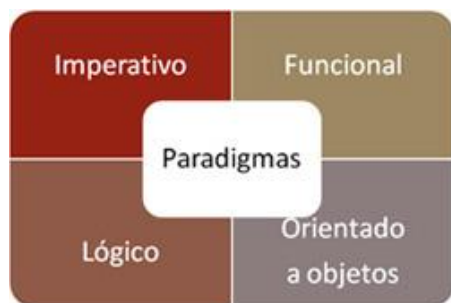 Imperativo
Funcional
Paradigmas
Lógico
Orientado
a objetos